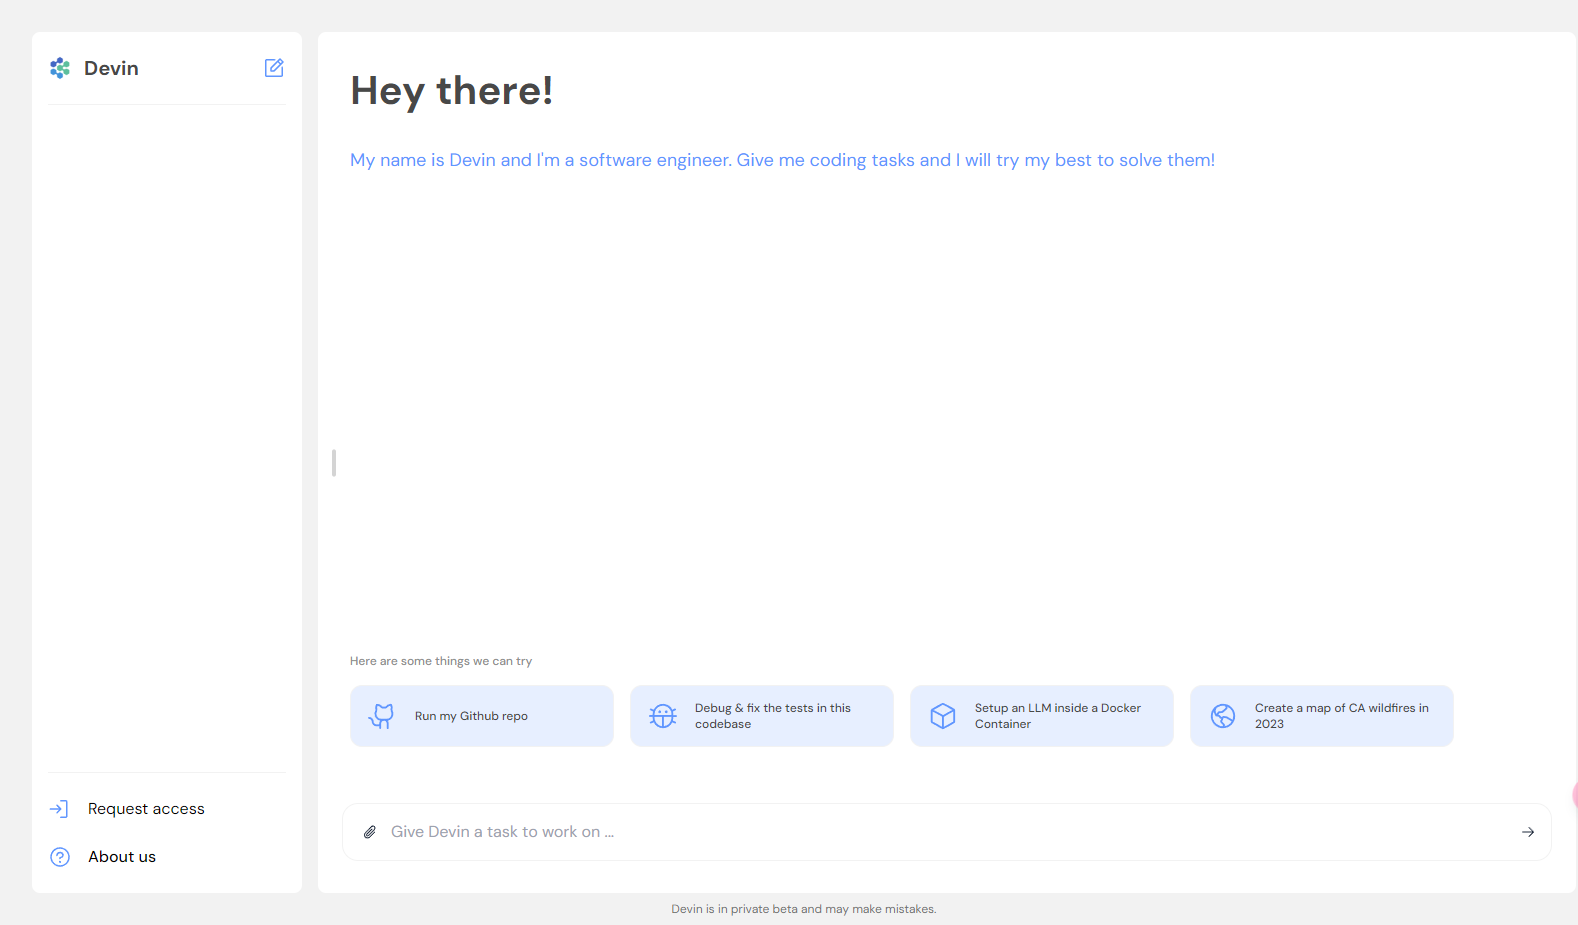 Devin
Hey there!
My name is Devin and I'm a software engineer. Give me coding tasks and I will try my best to solve them!
Here are some things we can try
Run my Github repo
Debug & fix the tests in this
codebase
Setup an LLM inside a Docker
Container
Create a map of CA wildfires in
2023
Request access
About us
Give Devin a task to work on ...
Devin is in private beta and may make mistakes.